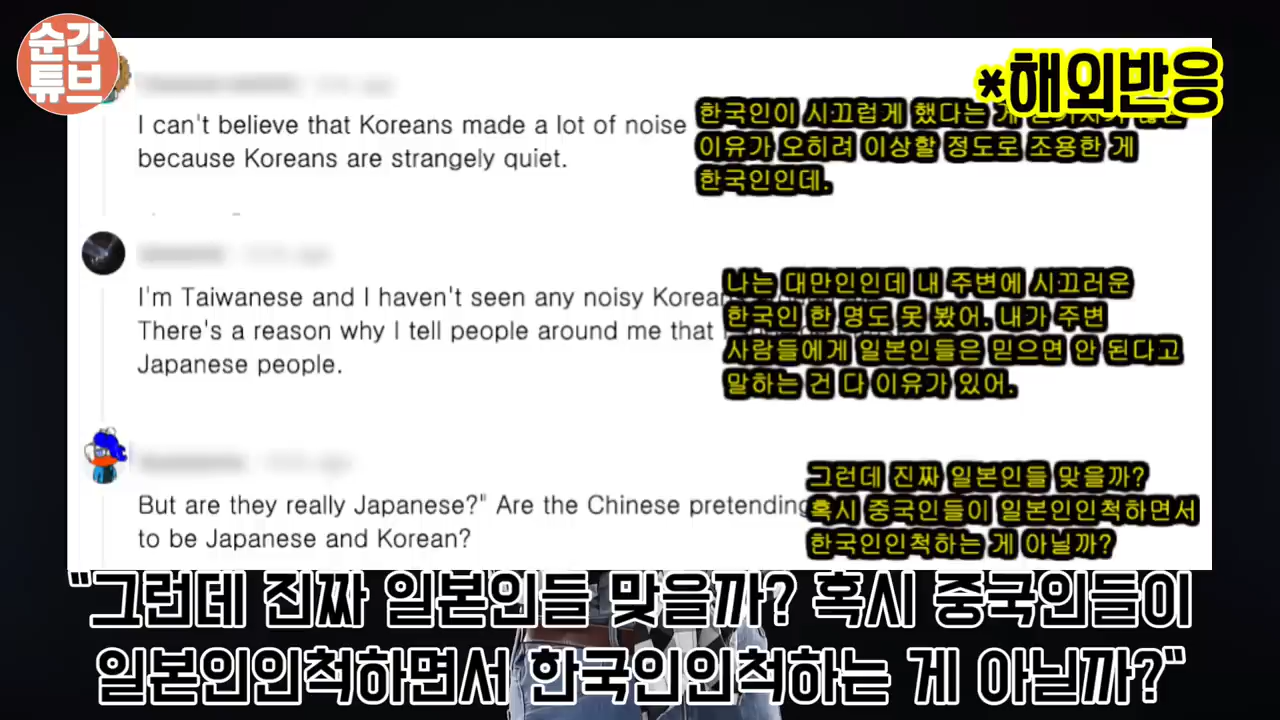 순간
튜브
*해외반응
I can't believe that Koreans made a lot of noise
because Koreans are strangely quiet.
한국인이 시끄럽게 했다는 게
이유가 오히려 이상할 정도로 조용한 게
한국인인데.
I'm Taiwanese and I haven't seen any noisy Koreans
There's a reason why I tell people around me that
Japanese people.
나는 대만인인데 내 주변에 시끄러운
한국인 한 명도 못 봤어. 내가 주변
사람들에게 일본인들은 믿으면 안 된다고
말하는 건 다 이유가 있어.
But are they really Japanese?" Are the Chinese pretending
to be Japanese and Korean?
그런데 진짜 일본인들 맞을까?
혹시 중국인들이 일본인인척하면서
한국인인척하는 게 아닐까?
"그런데 진짜 일본인들 맞을까? 혹시 중국인들이
일본인인척하면서 한국인인척하는 게 아닐까?"